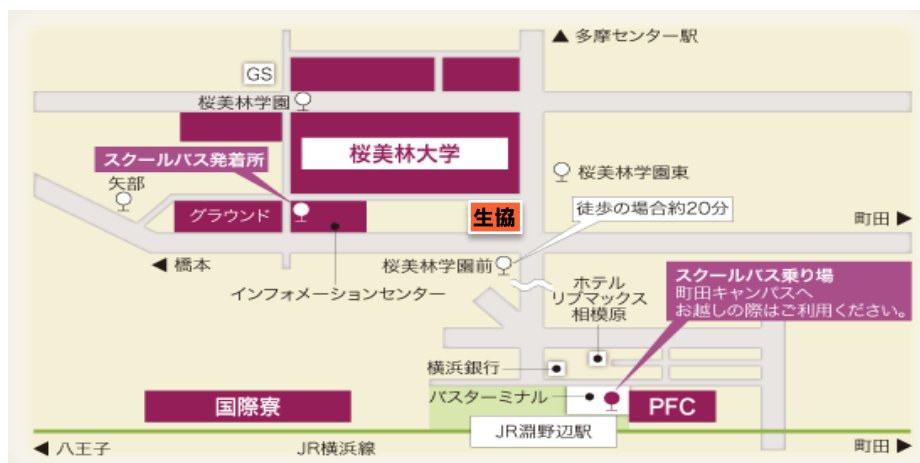 ▲ 多摩センター駅
GS
桜美林学園
桜美林大学
スクールバス発着所
矢部
桜美林学園東
グラウンド
生協
徒歩の場合約20分
町田 ▶
◀ 橋本
桜美林学園前
インフォメーションセンター
ホテル
リブマックス
相模原
スクールバス乗り場
町田キャンパスへ
お越しの際はご利用ください。
横浜銀行
バスターミナル
国際寮
PFC
JR淵野辺駅
◀ 八王子
JR横浜線
町田 ▶